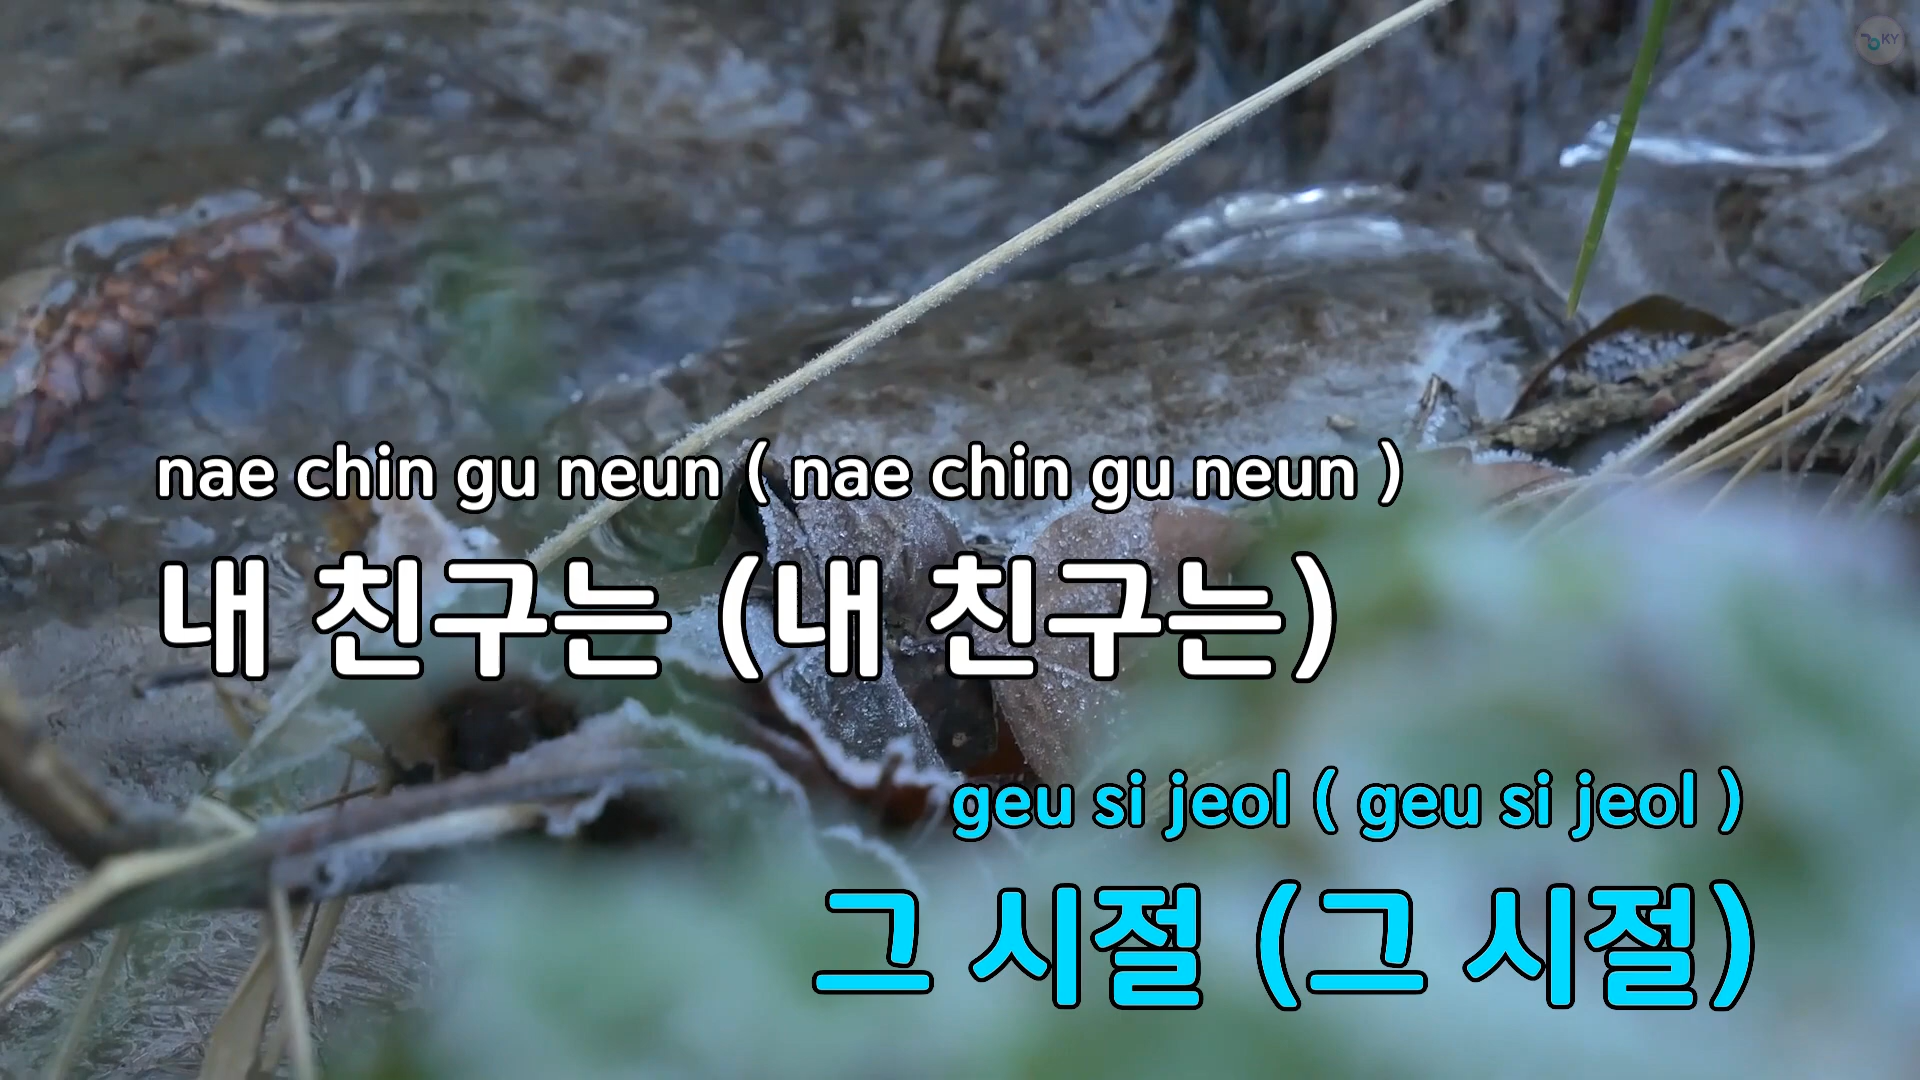 KY
nae chin gu neun ( nae chin gu neun )
내 친구는 (내 친구는)
geu si jeol ( geu si jeol )
그 시절 (그 시절)